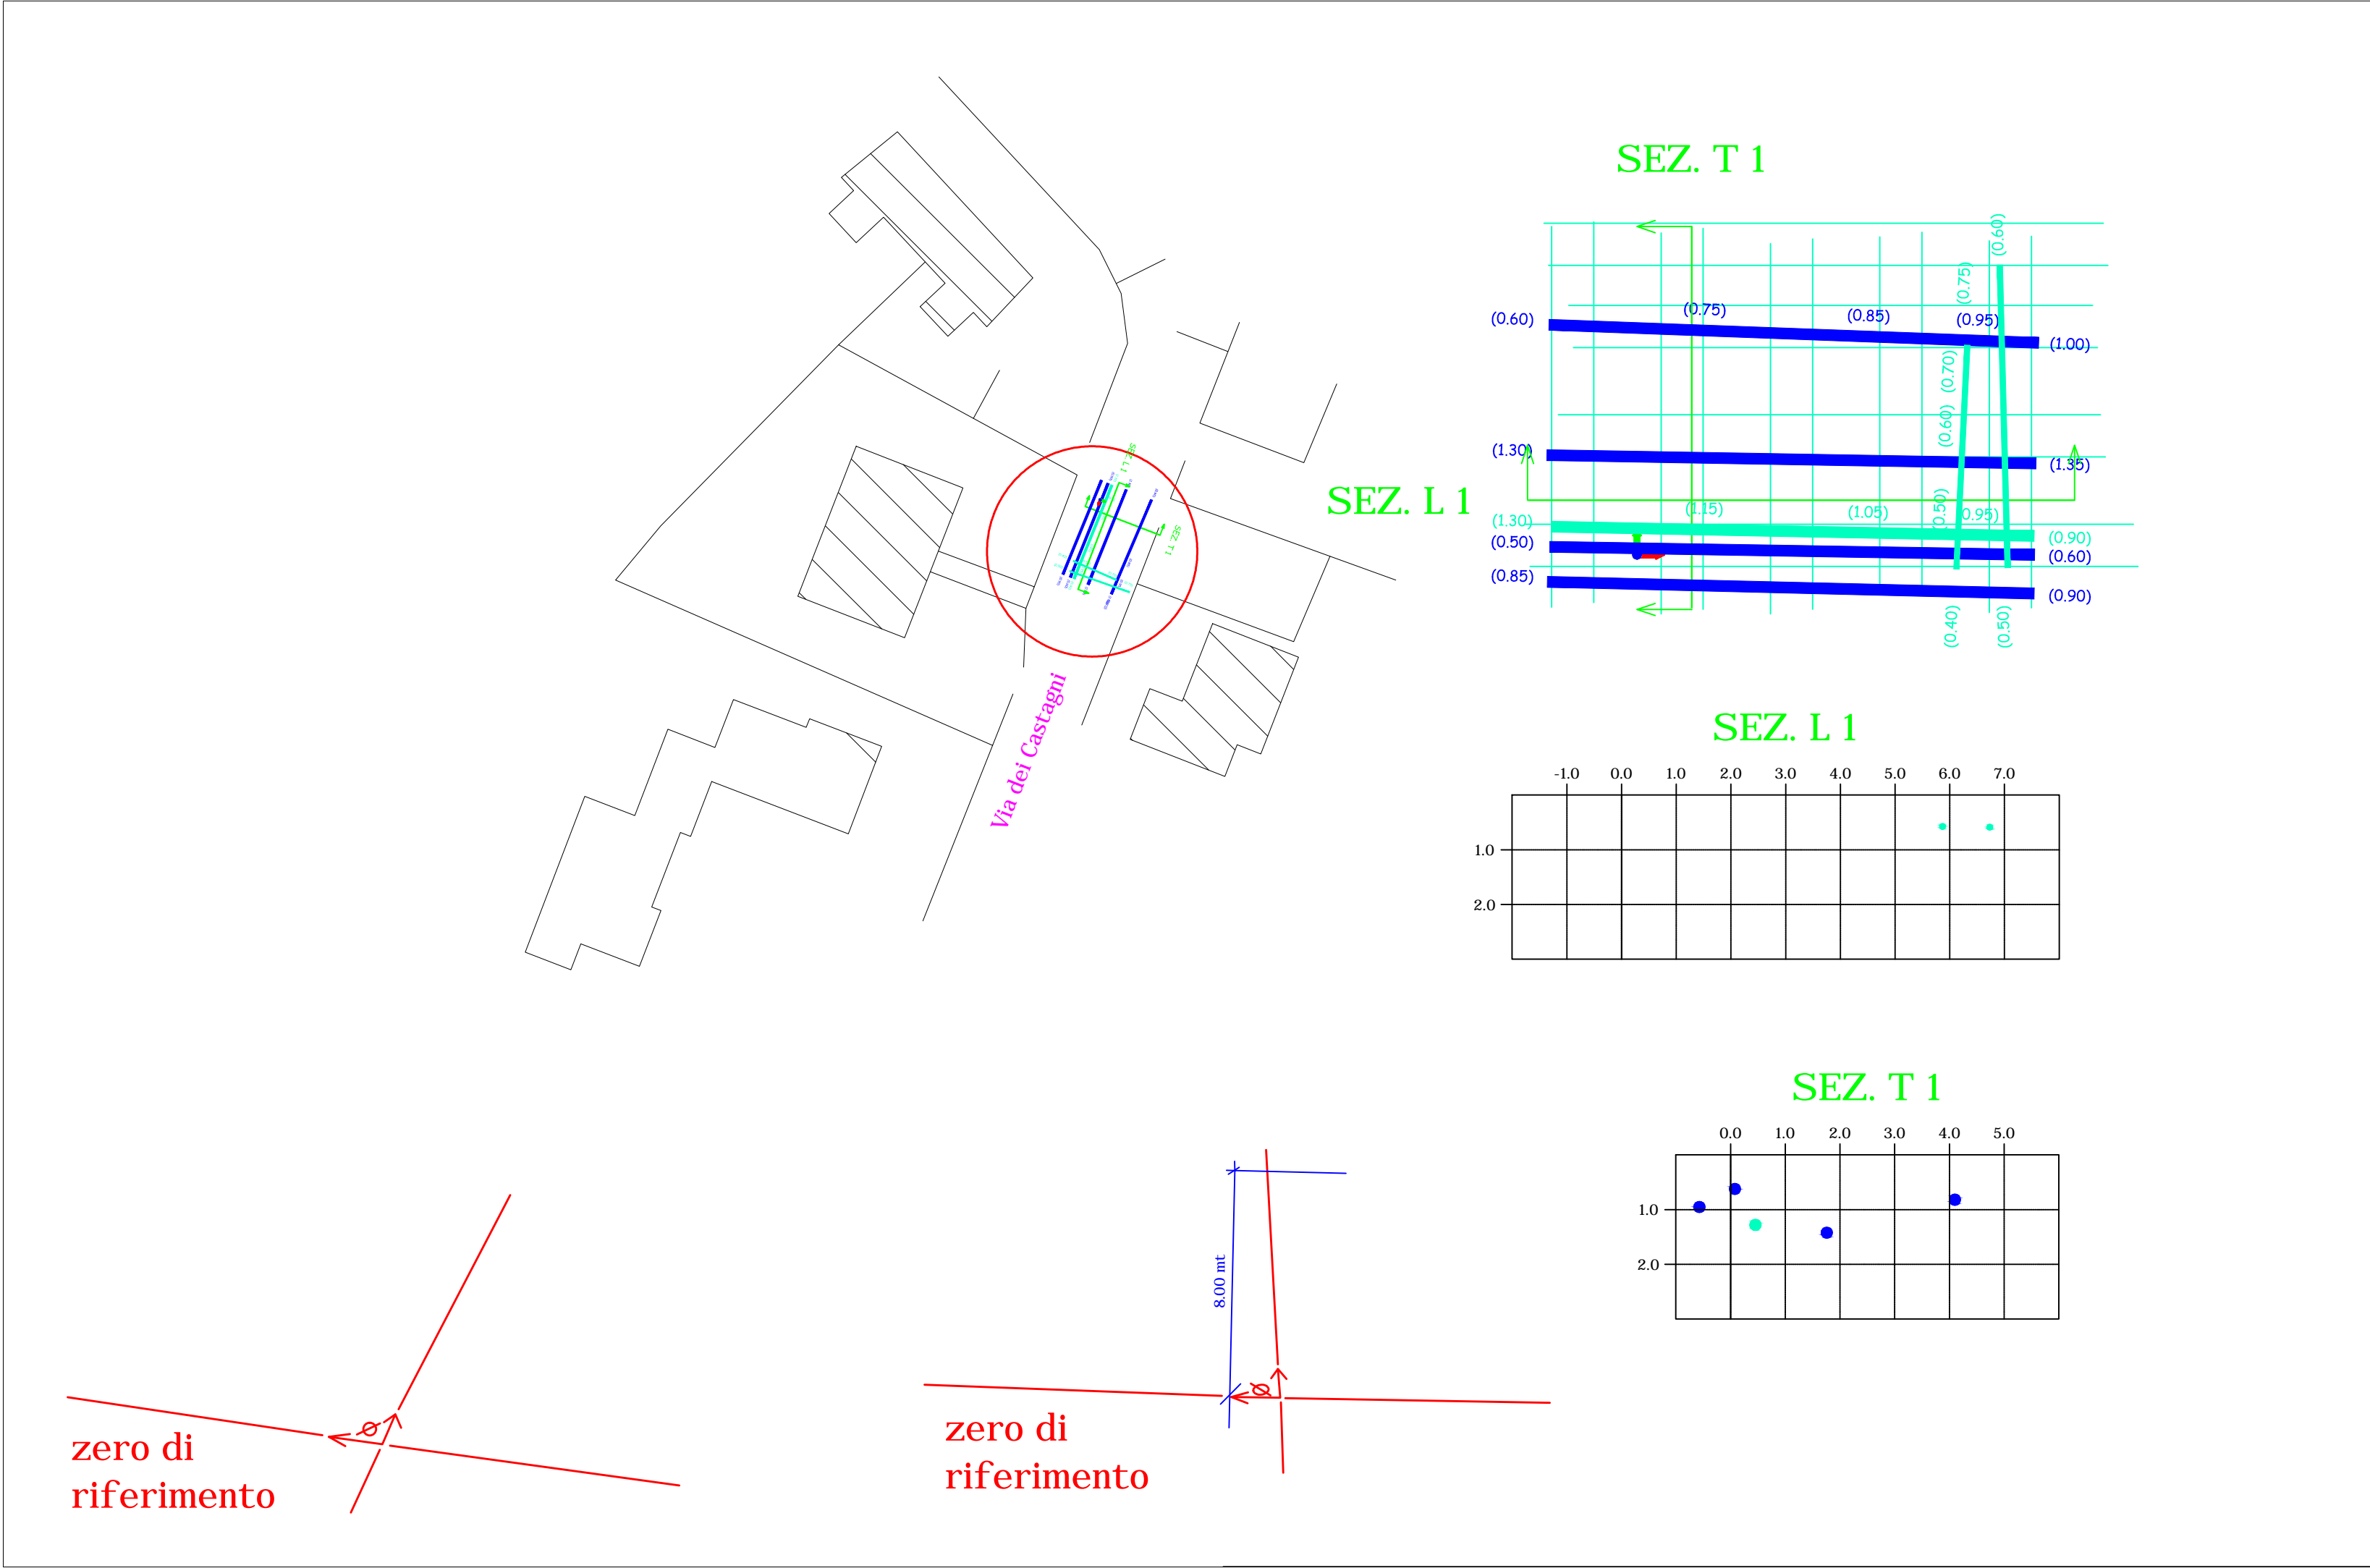 SEZ. T 1
(0.60)
(0.75)
(0.75)
(0.85)
(0.95)
(0.60)
(1.00)
(0.70)
(0.60)
(1.30)
(1.35)
SEZ. L 1
(0.50)
(1.30)
(1.15)
(1.05)
(0.95)
(0.90)
(0.50)
(0.60)
(0.85)
(0.90)
(0.40)
(0.50)
SEZ. L 1
SEZ. T 1
Via dei Castagni
SEZ. L 1
-1.0 0.0 1.0 2.0 3.0 4.0 5.0 6.0 7.0
1.0
2.0
SEZ. T 1
0.0 1.0 2.0 3.0 4.0 5.0
1.0
2.0
8.00 mt
Ø
zero di
riferimento
Ø
zero di
riferimento